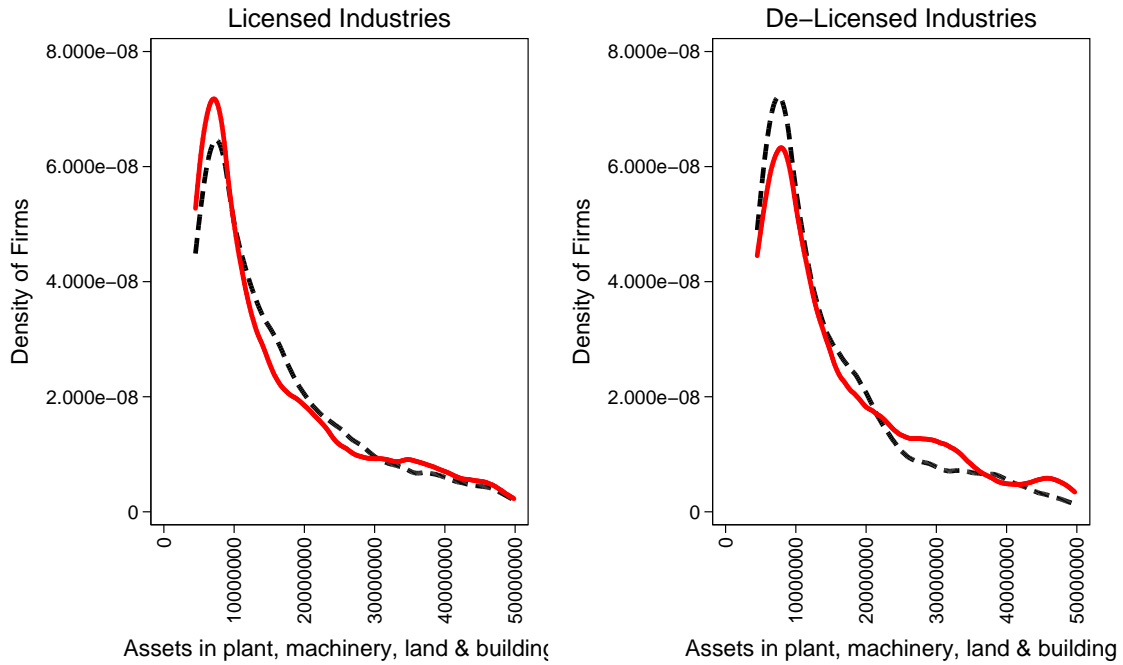 Licensed Industries
Density of Firms
8.000e−08
6.000e−08
4.000e−08
2.000e−08
0
0
10000000
20000000
30000000
40000000
50000000
Assets in plant, machinery, land & building
De−Licensed Industries
Density of Firms
8.000e−08
6.000e−08
4.000e−08
2.000e−08
0
0
10000000
20000000
30000000
40000000
50000000
Assets in plant, machinery, land & building